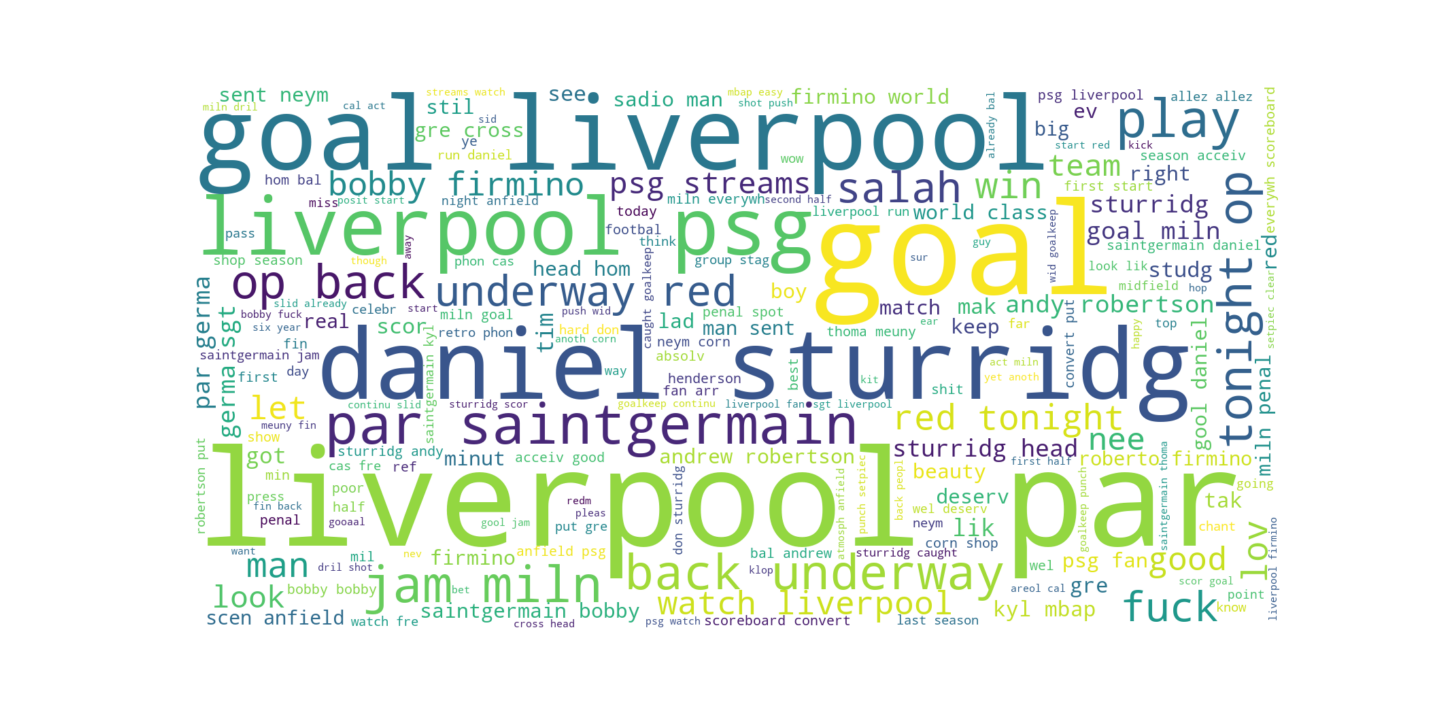 sent neym
streams watch
see
sadio man
mbap easy
firmino world
psg liverpool
allez allez
miln dril
cal act
stil
shot push
ev
goal liverpool
sid
gre cross
ye
already bal
big
play
run daniel
wow
start red
kick
season acceiv
team
hom bal
bobby firmino
psg streams
salah
win
first start
right
miss
posit start
night anfield
miln everywh
second half
today
liverpool run
world class
sturridg
everywh scoreboard
liverpool psg
goal
pass
footbal
think
guy
goal miln
saintgermain daniel
red
away
shop season
though
phon cas
group stag
sur
wid goalkeep
look lik
studg
op back
head hom
underway red
boy
midfield
hop
tonight op
slid already
celebr
start
bobby fuck
real
six year
scor
miln goal
retro phon
push wid
caught goalkeep
penal spot
lad
man sent
match
mak
andy robertson
setpiec clear
par germa
germa sgt
fin
hard don
anoth corn
tim
neym corn
thoma meuny
ear
keep
far
top
convert put
happy
saintgermain jam
first
day
saintgermain kyl
daniel sturridg
way
absolv
henderson
fan arr
best
kit
act miln
yet anoth
shit
gool daniel
miln penal
let
continu slid
sturridg scor
goalkeep continu
liverpool fan
sgt liverpool
meuny fin
par saintgermain
red tonight
show
got
sturridg andy
cas fre
ref
minut
acceiv good
andrew robertson
sturridg head
first half
nee
roberto firmino
robertson put
min
press
fin back
penal
poor
half
gooaal
liverpool par
redm
pleas
put gre
gool jam
don sturridg
atmosph anfield
punch setpiec
back peopl
beauty
deserv
wel deserv
neym
lik
corn shop
goalkeep punch
saintgermain thoma
tak
going
chant
want
man
mil
dril shot
nev
firmino
anfield psg
bal andrew
sturridg caught
klop
wel
psg fan
good
lov
liverpool firmino
look
bobby bobby
jam miln
bet
back underway
areol cal
gre
scor goal
point
know
scen anfield
watch fre
saintgermain bobby
cross head
watch liverpool
psg watch
scoreboard convert
last season
kyl mbap
fuck